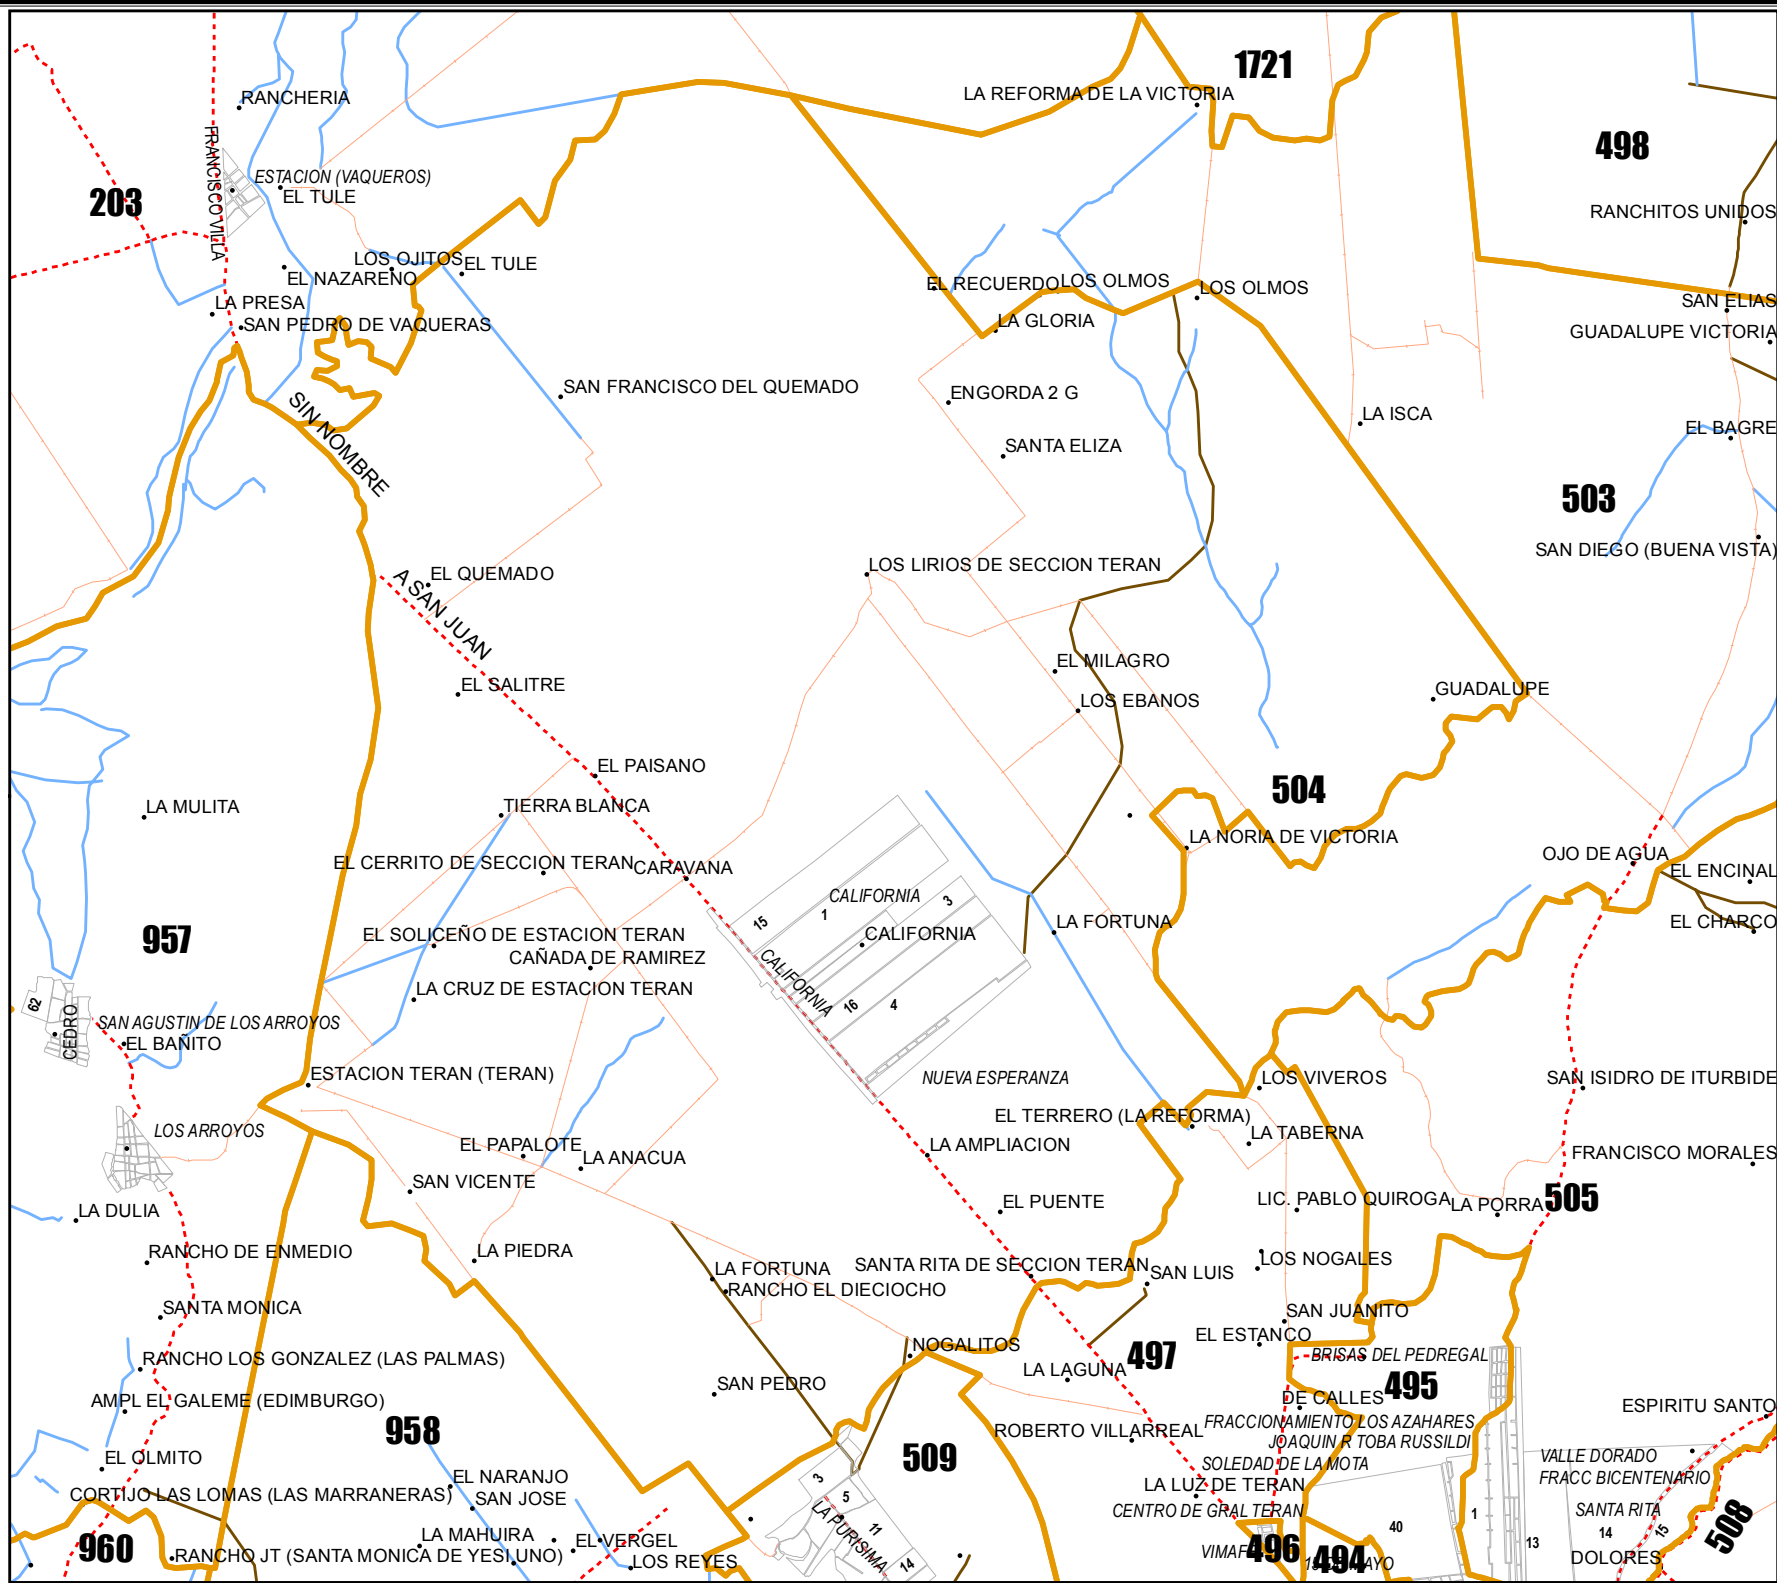 1721
LA REFORMA DE LA VICTORIA
RANCHERIA
498
FRANCISCO VILLA
ESTACION (VAQUEROS)
EL TULE
203
RANCHITOS UNIDOS
LOS OJITOS
EL TULE
EL NAZARENO
EL RECUERDO
LOS OLMOS
LOS OLMOS
LA PRESA
SAN PEDRO DE VAQUERAS
LA GLORIA
SAN ELIAS
GUADALUPE VICTORIA
SAN FRANCISCO DEL QUEMADO
ENGORDA 2 G
LA ISCA
SIN NOMBRE
EL BAGRE
SANTA ELIZA
503
SAN DIEGO (BUENA VISTA)
LOS LIRIOS DE SECCION TERAN
EL QUEMADO
A SAN JUAN
EL MILAGRO
EL SALITRE
LOS EBANOS
GUADALUPE
EL PAISANO
504
TIERRA BLANCA
LA MULITA
LA NORIA DE VICTORIA
EL CERRITO DE SECCION TERAN
CARAVANA
OJO DE AGUA
EL ENCINAL
CALIFORNIA
15
1
3
LA FORTUNA
EL CHARCO
957
EL SOLICEÑO DE ESTACION TERAN
CALIFORNIA
CAÑADA DE RAMIREZ
CALIFORNIA
LA CRUZ DE ESTACION TERAN
16
4
62
CEDRO
SAN AGUSTIN DE LOS ARROYOS
EL BAÑITO
ESTACION TERAN (TERAN)
NUEVA ESPERANZA
LOS VIVEROS
SAN ISIDRO DE ITURBIDE
EL TERRERO (LA REFORMA)
LOS ARROYOS
LA TABERNA
EL PAPALOTE
LA AMPLIACION
LA ANACUA
FRANCISCO MORALES
SAN VICENTE
EL PUENTE
LIC. PABLO QUIROGA
LA PORRA
505
LA DULIA
RANCHO DE ENMEDIO
LA PIEDRA
LOS NOGALES
LA FORTUNA
SANTA RITA DE SECCION TERAN
SAN LUIS
RANCHO EL DIECIOCHO
SANTA MONICA
SAN JUANITO
EL ESTANCO
NOGALITOS
497
BRISAS DEL PEDREGAL
RANCHO LOS GONZALEZ (LAS PALMAS)
LA LAGUNA
495
SAN PEDRO
AMPL EL GALEME (EDIMBURGO)
DE CALLES
ESPIRITU SANTO
958
ROBERTO VILLARREAL
FRACCIONAMIENTO LOS AZAHARES
JOAQUIN R TOBA RUSSILDI
509
EL OLMITO
SOLEDAD DE LA MOTA
VALLE DORADO
FRACC BICENTENARIO
EL NARANJO
3
LA LUZ DE TERAN
CORTIJO LAS LOMAS (LAS MARRANERAS)
SAN JOSE
5
CENTRO DE GRAL TERAN
SANTA RITA
LA PURISIMA
11
40
1
13
14
15
508
LA MAHUIRA
EL VERGEL
960
RANCHO JT (SANTA MONICA DE YESI UNO)
LOS REYES
14
496
494
DOLORES